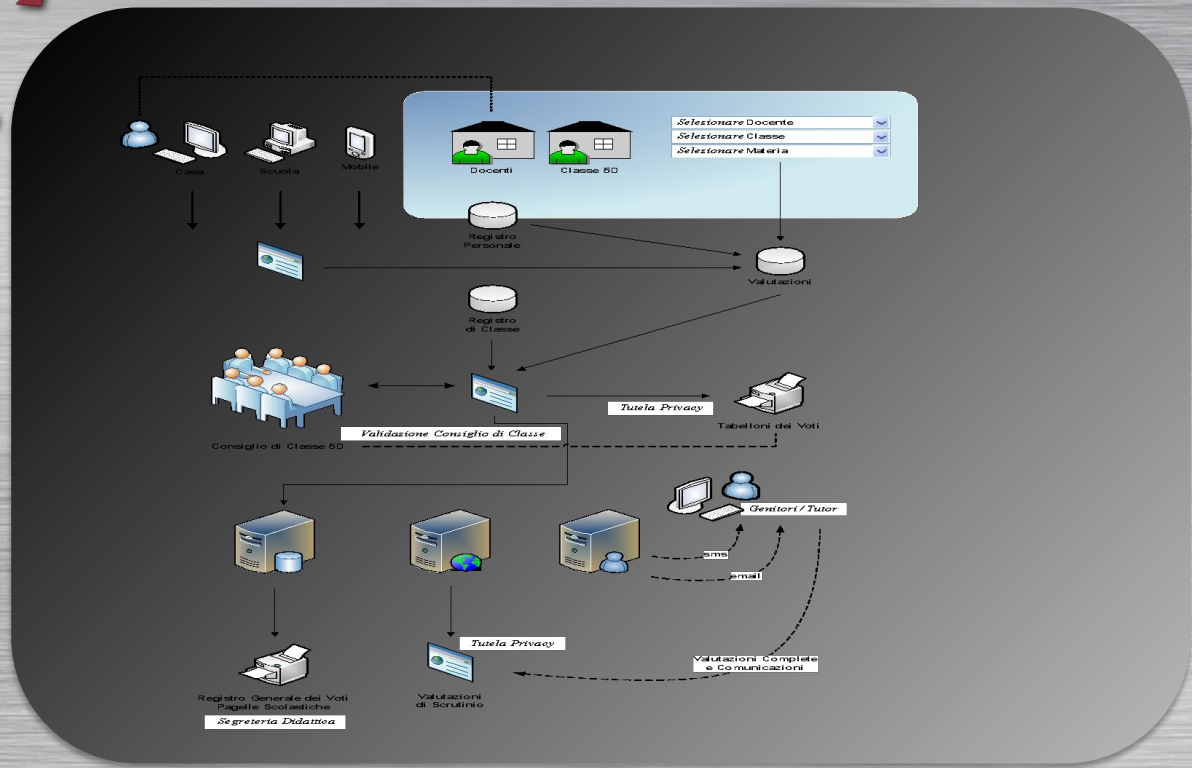 Selezionare Docente
Selezionare Classe
Selezionare Materia
Casa
Scuola
Mobile
Docenti
Classe 5D
Registro
Personale
Valutazioni
Registro
di Classe
Tutela Privacy
Tabelloni dei Voti
Validazione Consiglio di Classe
Consiglio di Classe 5D
Genitori / Tutor
sms
email
Tutela Privacy
Valutazioni Complete
e Comunicazioni
Registro Generale dei Voti
Pagelle Scolastiche
Segreteria Didattica
Valutazioni
di Scrutinio